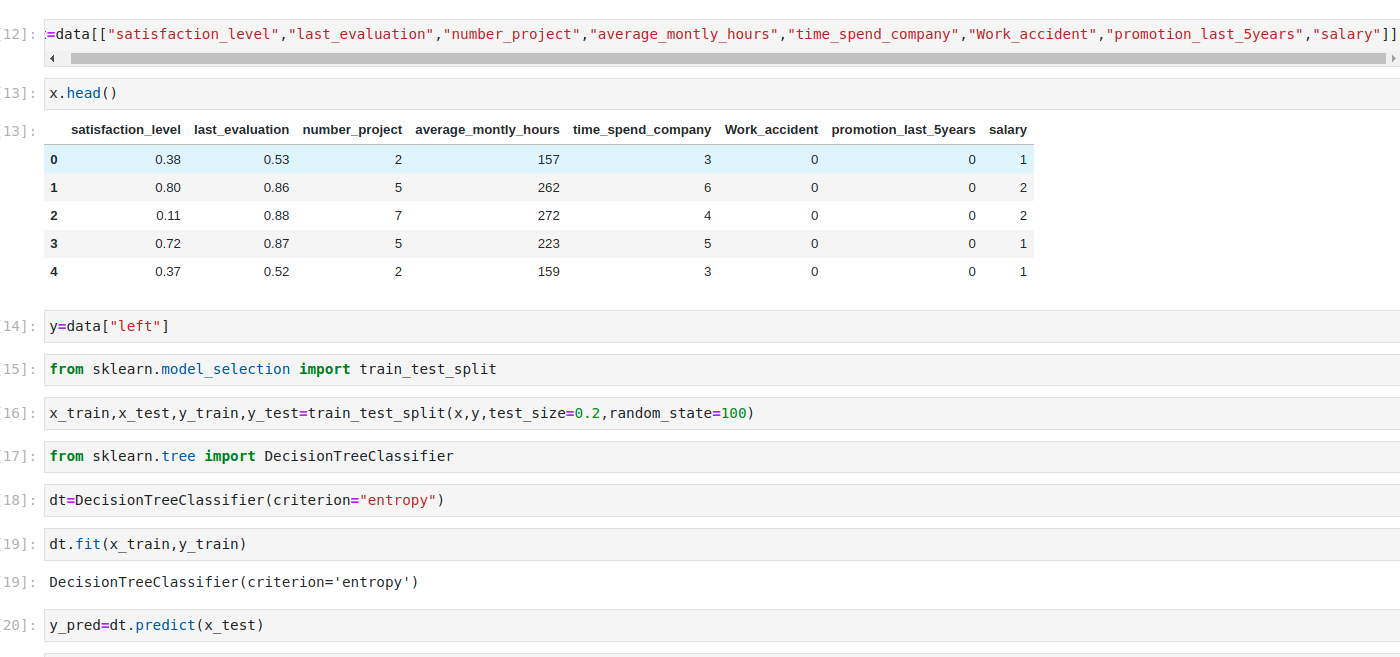 [12]: =data[["satisfaction_level","last_evaluation","number_project","average_montly_hours","time_spend_company","Work_accident","promotion_last_5years","salary"]]
[13]: x.head()
[13]: satisfaction_level last_evaluation number_project average_montly_hours time_spend_company Work_accident promotion_last_5years salary
0 0.38 0.53 2 157 3 0 0 1
1 0.80 0.86 5 262 6 0 0 2
2 0.11 0.88 7 272 4 0 0 2
3 0.72 0.87 5 223 5 0 0 1
4 0.37 0.52 2 159 3 0 0 1
[14]: y=data["left"]
[15]: from sklearn.model_selection import train_test_split
[16]: x_train,x_test,y_train,y_test=train_test_split(x,y,test_size=0.2,random_state=100)
[17]: from sklearn.tree import DecisionTreeClassifier
[18]: dt=DecisionTreeClassifier(criterion="entropy")
[19]: dt.fit(x_train,y_train)
[19]: DecisionTreeClassifier(criterion='entropy')
[20]: y_pred=dt.predict(x_test)